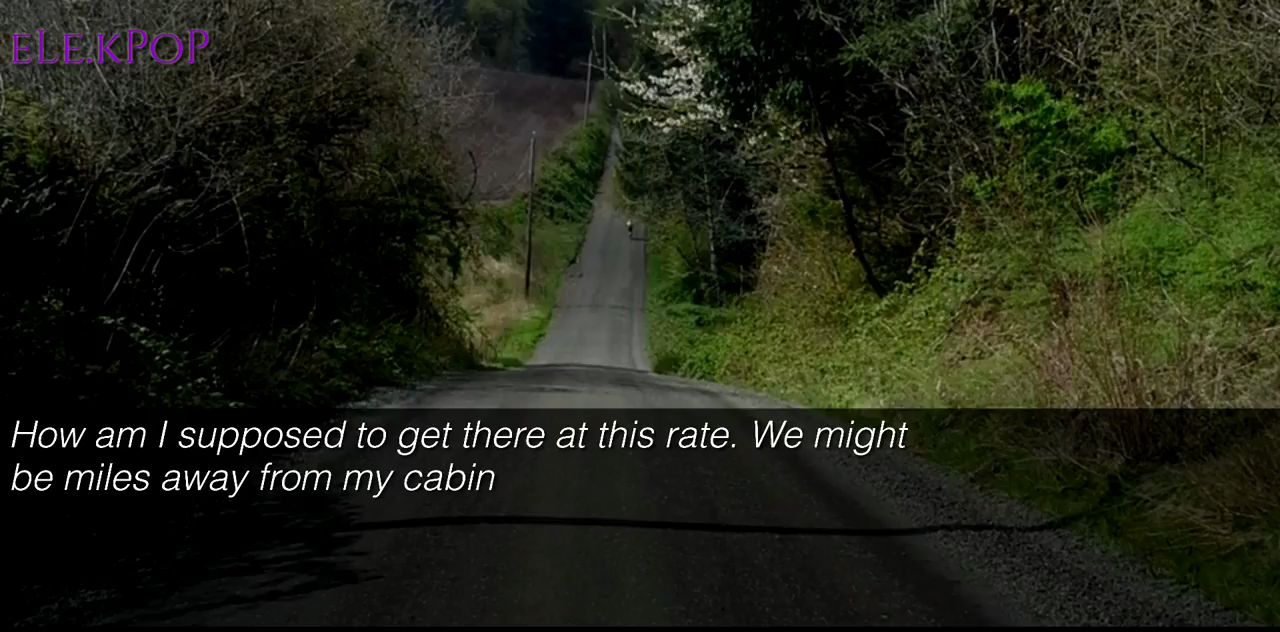 ELE.KPOP
How am I supposed to get there at this rate. We might
be miles away from my cabin